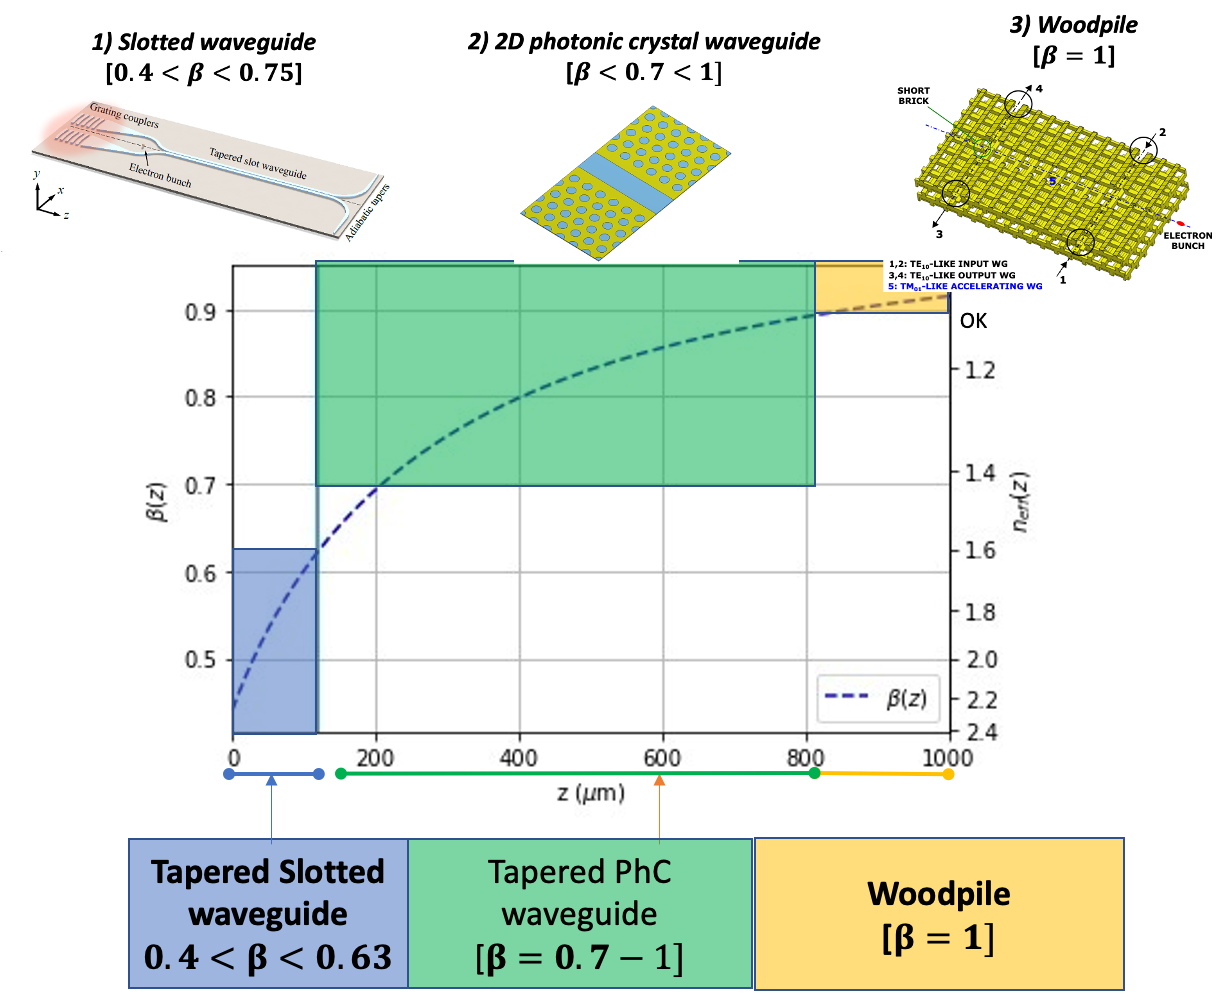 1) Slotted waveguide
[0.4 < β < 0.75]
2) 2D photonic crystal waveguide
[β < 0.7 < 1]
3) Woodpile
[β = 1]
Grating couplers
Tapered slot waveguide
Electron bunch
Adiabatic tapers
y
x
z
SHORT
BRICK
4
2
5
3
1
ELECTRON
BUNCH
1,2: TE₁₀-LIKE INPUT WG
3,4: TE₁₀-LIKE OUTPUT WG
5: TM₀₁-LIKE ACCELERATING WG
OK
0.9
0.8
0.7
0.6
0.5
β(z)
1.2
1.4
1.6
1.8
2.0
2.2
2.4
n_eff(z)
β(z)
0 200 400 600 800 1000
z (μm)
Tapered Slotted
waveguide
0.4 < β < 0.63
Tapered PhC
waveguide
[β = 0.7 − 1]
Woodpile
[β = 1]